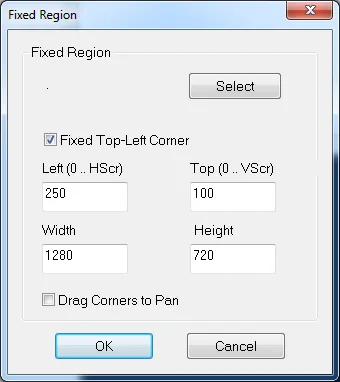 Fixed Region
Fixed Region
.
Select
Fixed Top-Left Corner
Left (0 .. HScr) Top (0 .. VScr)
250 100
Width Height
1280 720
Drag Corners to Pan
OK Cancel